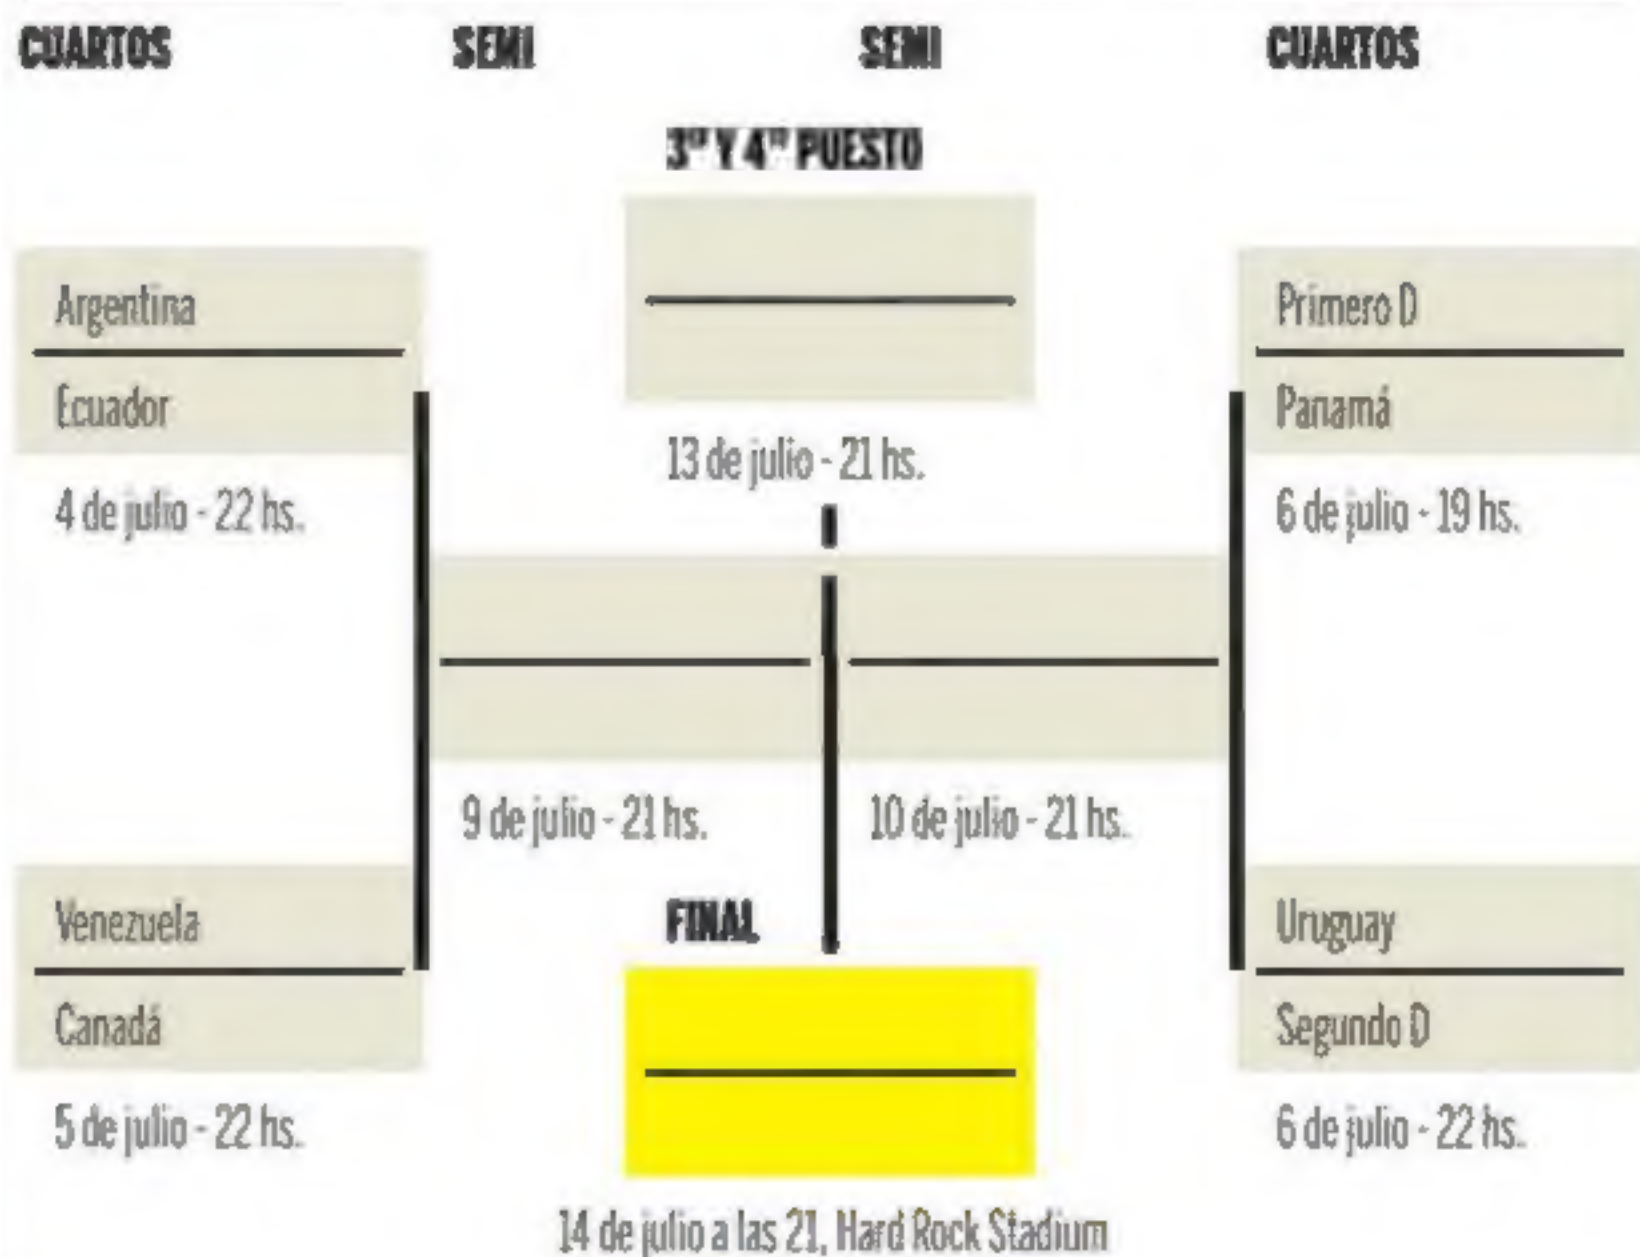 CUARTOS
SEMI
SEMI
CUARTOS
3º Y 4º PUESTO
13 de julio - 21 hs.
Argentina
Ecuador
4 de julio - 22 hs.
Venezuela
Canadá
5 de julio - 22 hs.
9 de julio - 21 hs.
10 de julio - 21 hs.
Primero D
Panamá
6 de julio - 19 hs.
Uruguay
Segundo D
6 de julio - 22 hs.
FINAL
14 de julio a las 21, Hard Rock Stadium